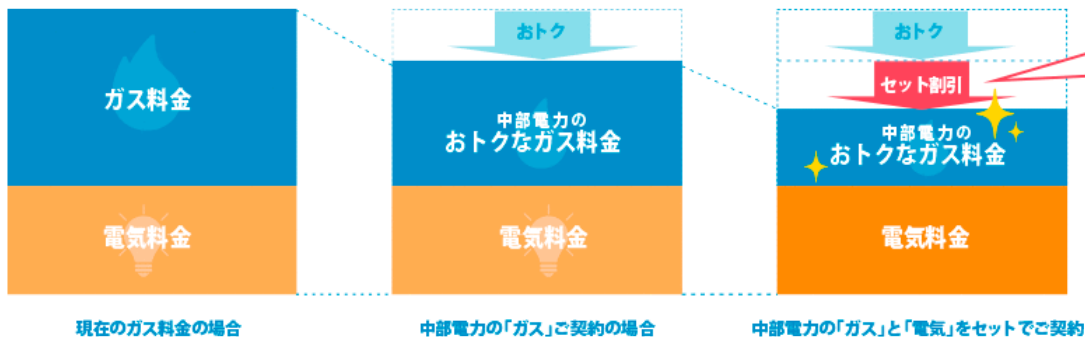 おトク
おトク
セット割引
ガス料金
中部電力の
おトクなガス料金
中部電力の
おトクなガス料金
電気料金
電気料金
電気料金
現在のガス料金の場合
中部電力の「ガス」ご契約の場合
中部電力の「ガス」と「電気」をセットでご契約